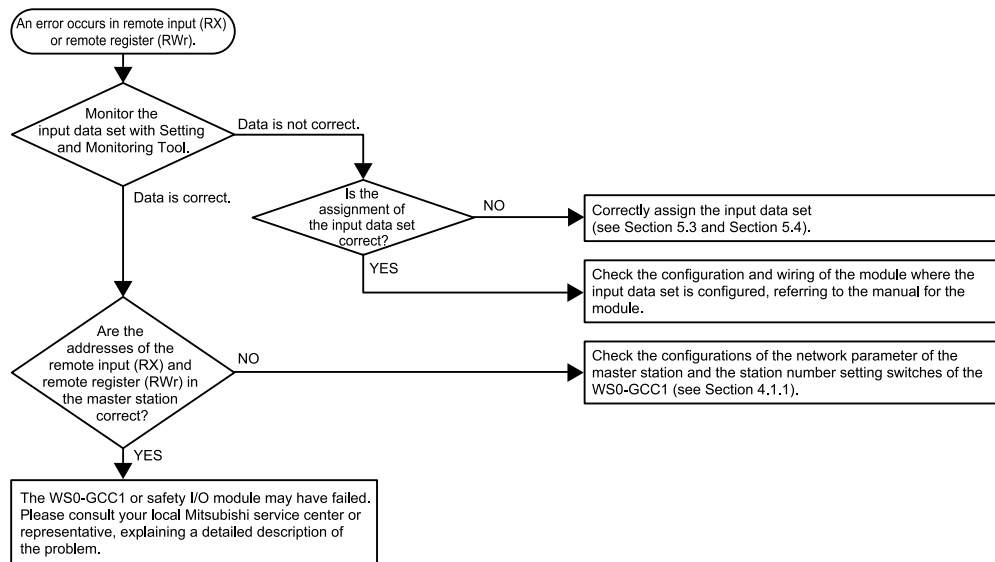 An error occurs in remote input (RX)
or remote register (RWr).
Monitor the
input data set with Setting
and Monitoring Tool.
Data is not correct.
Data is correct.
Is the
assignment of
the input data set
correct?
NO
Correctly assign the input data set
(see Section 5.3 and Section 5.4).
YES
Check the configuration and wiring of the module where the
input data set is configured, referring to the manual for the
module.
Are the
addresses of the
remote input (RX) and
remote register (RWr) in
the master station
correct?
NO
Check the configurations of the network parameter of the
master station and the station number setting switches of the
WS0-GCC1 (see Section 4.1.1).
YES
The WS0-GCC1 or safety I/O module may have failed.
Please consult your local Mitsubishi service center or
representative, explaining a detailed description of
the problem.